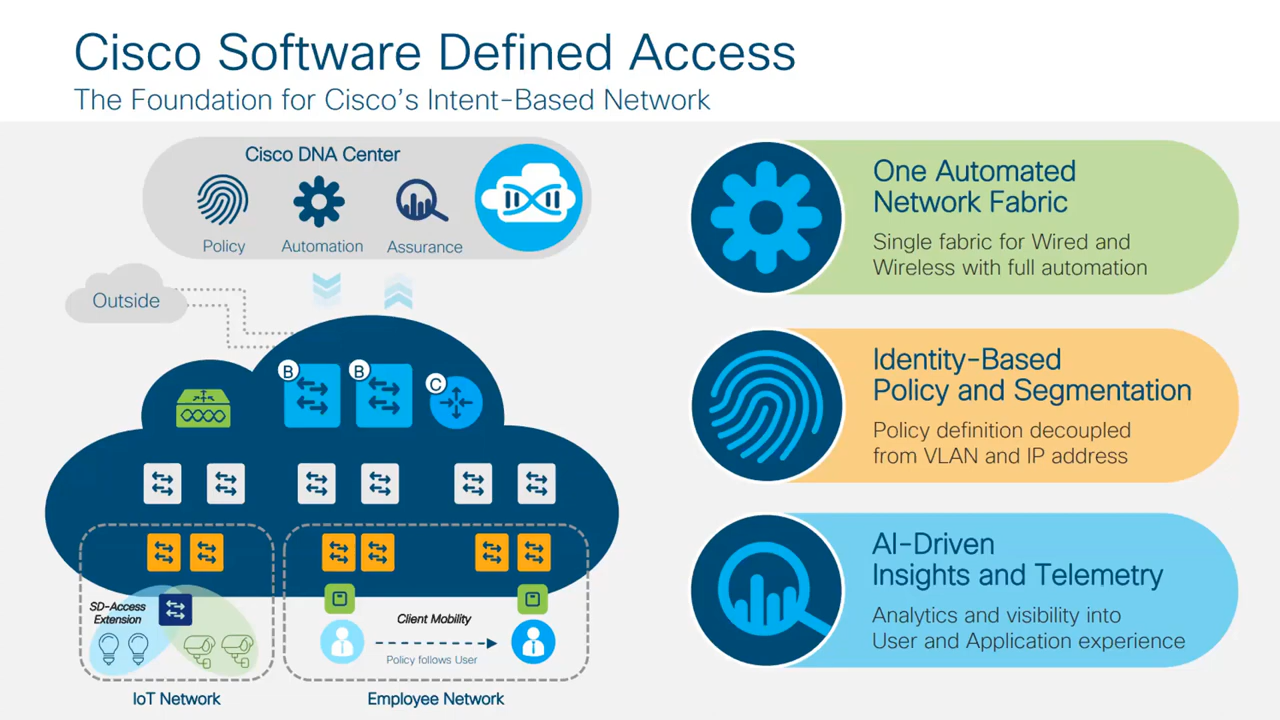 Cisco Software Defined Access
The Foundation for Cisco's Intent-Based Network
Cisco DNA Center
Policy
Automation
Assurance
Outside
B
B
C
SD-Access
Extension
Client Mobility
Policy follows User
IoT Network
Employee Network
One Automated
Network Fabric
Single fabric for Wired and
Wireless with full automation
Identity-Based
Policy and Segmentation
Policy definition decoupled
from VLAN and IP address
AI-Driven
Insights and Telemetry
Analytics and visibility into
User and Application experience